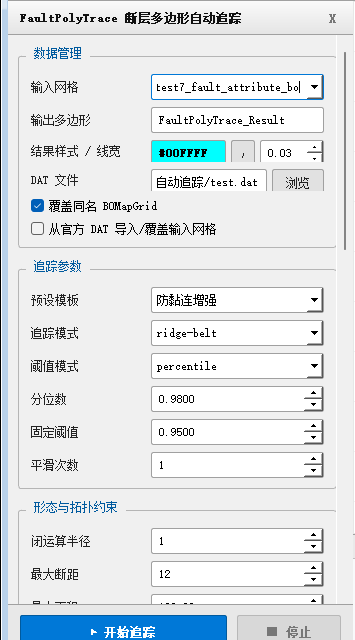 FaultPolyTrace 断层多边形自动追踪 X
数据管理
输入网格 test7_fault_attribute_bo
输出多边形 FaultPolyTrace_Result
结果样式 / 线宽 #00FFFF , 0.03
DAT 文件 自动追踪/test.dat 浏览
覆盖同名 BOMapGrid
从官方 DAT 导入/覆盖输入网格
追踪参数
预设模板 防黏连增强
追踪模式 ridge-belt
阈值模式 percentile
分位数 0.9800
固定阈值 0.9500
平滑次数 1
形态与拓扑约束
闭运算半径 1
最大断距 12
开始追踪 停止